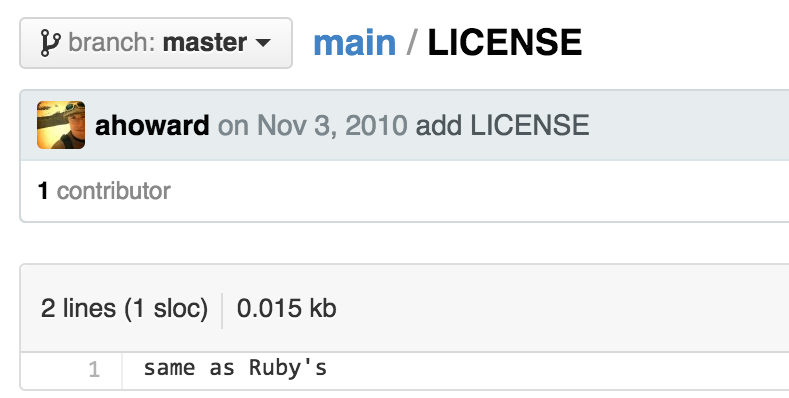 branch: master main / LICENSE
ahoward on Nov 3, 2010 add LICENSE
1 contributor
2 lines (1 sloc) 0.015 kb
1 same as Ruby's